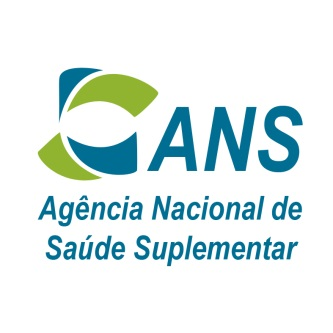 ANS
Agência Nacional de
Saúde Suplementar